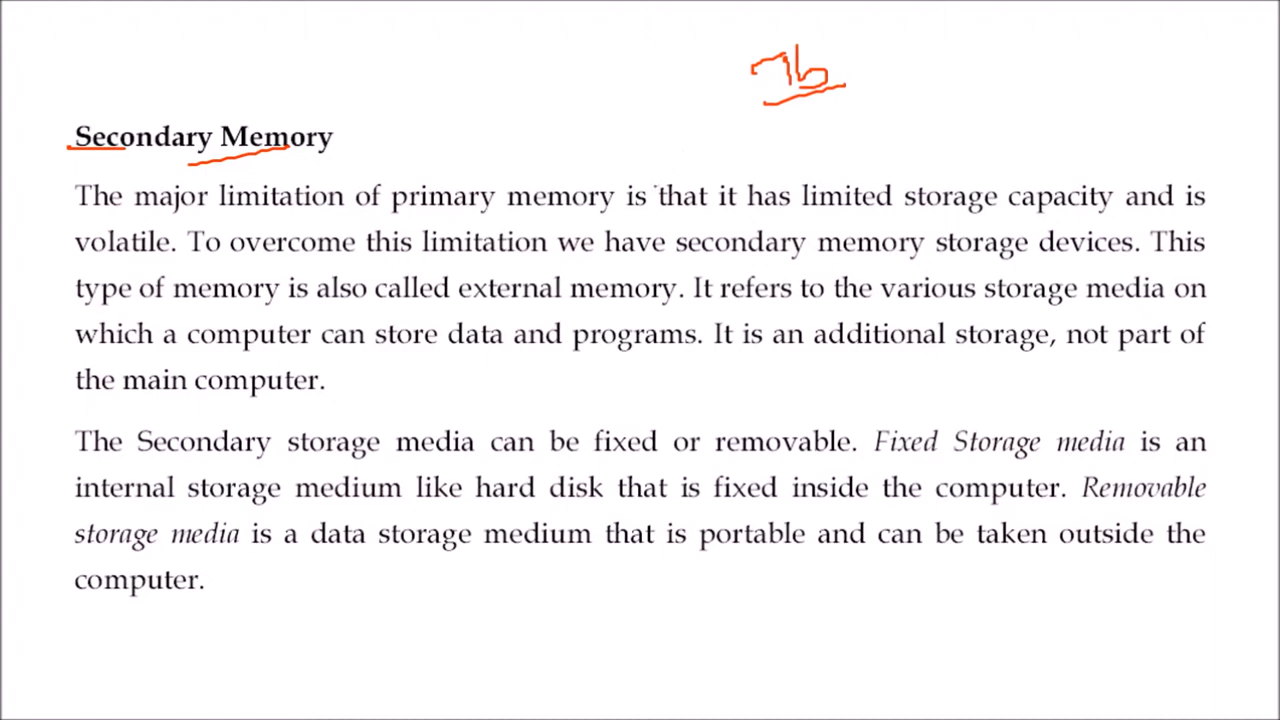 Secondary Memory
The major limitation of primary memory is that it has limited storage capacity and is
volatile. To overcome this limitation we have secondary memory storage devices. This
type of memory is also called external memory. It refers to the various storage media on
which a computer can store data and programs. It is an additional storage, not part of
the main computer.
The Secondary storage media can be fixed or removable. Fixed Storage media is an
internal storage medium like hard disk that is fixed inside the computer. Removable
storage media is a data storage medium that is portable and can be taken outside the
computer.